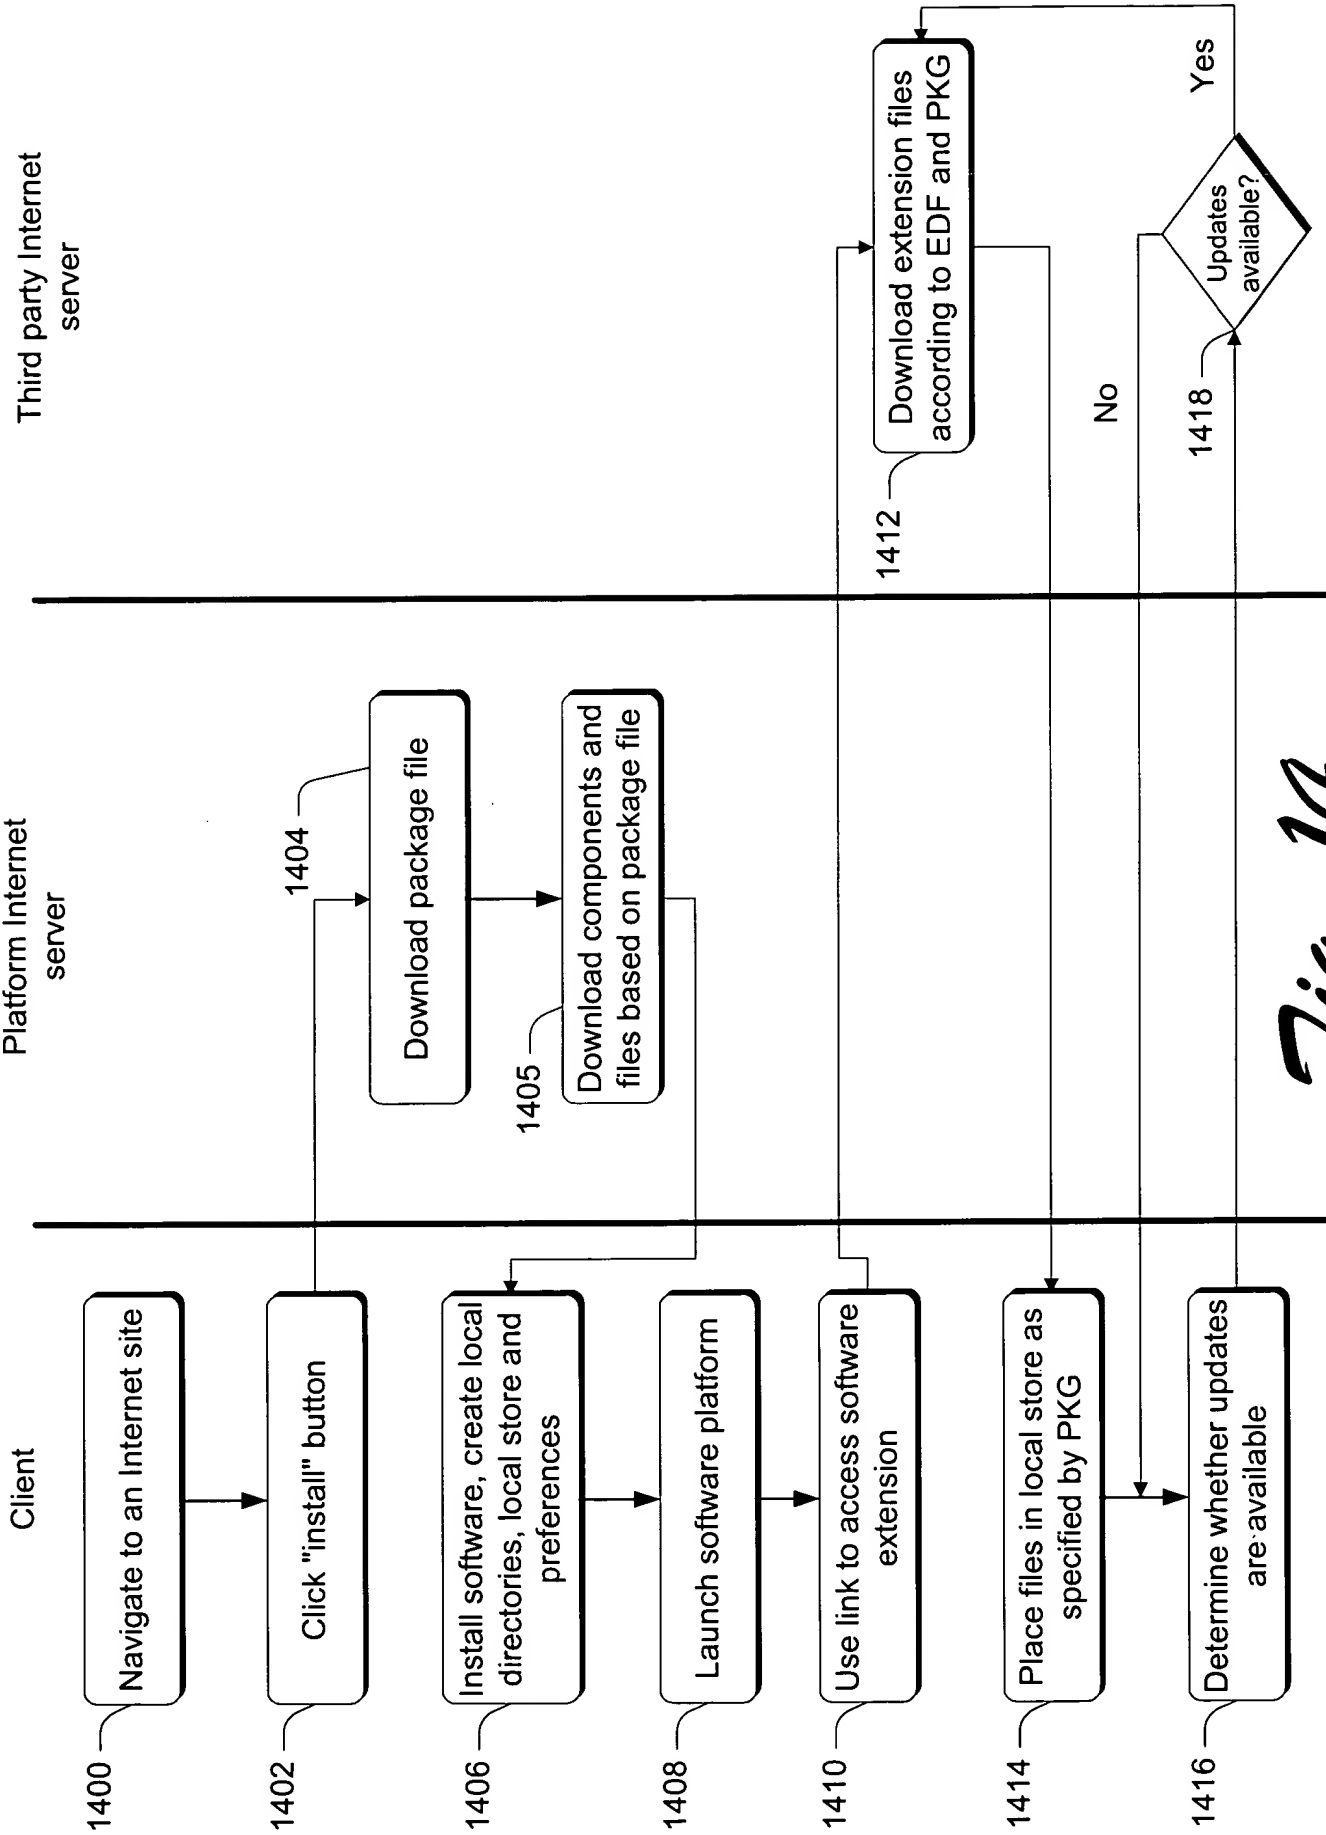 Client
Platform Internet
server
Third party Internet
server
1400
Navigate to an Internet site
1402
Click "install" button
1404
Download package file
1405
Download components and
files based on package file
1406
Install software, create local
directories, local store and
preferences
1408
Launch software platform
1410
Use link to access software
extension
1412
Download extension files
according to EDF and PKG
1414
Place files in local store as
specified by PKG
1416
Determine whether updates
are available
1418
Updates
available?
Yes
No